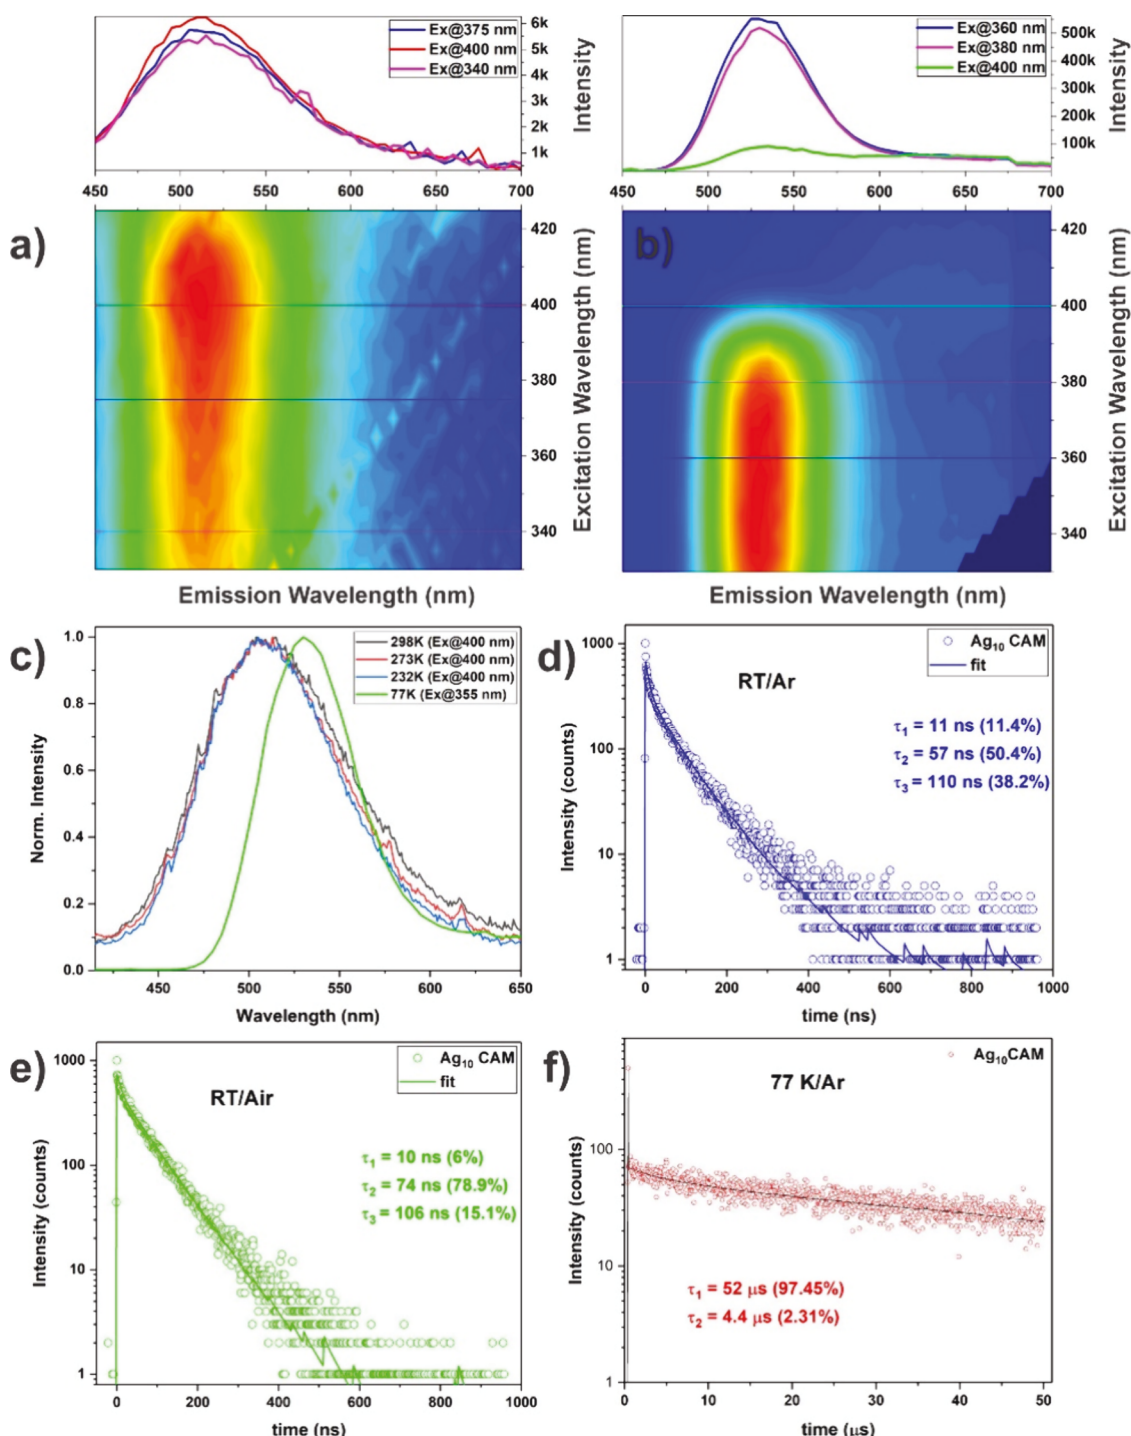 Ex@375 nm
Ex@400 nm
Ex@340 nm
6k
5k
4k
3k
2k
1k
Intensity
450 500 550 600 650 700
Ex@360 nm
Ex@380 nm
Ex@400 nm
500k
400k
300k
200k
100k
Intensity
450 500 550 600 650 700
a)
420
400
380
360
340
Excitation Wavelength (nm)
Emission Wavelength (nm)
b)
420
400
380
360
340
Excitation Wavelength (nm)
Emission Wavelength (nm)
c)
298K (Ex@400 nm)
273K (Ex@400 nm)
232K (Ex@400 nm)
77K (Ex@355 nm)
1.0
0.8
0.6
0.4
0.2
0.0
Norm. Intensity
450 500 550 600 650
Wavelength (nm)
d)
Ag₁₀ CAM
fit
RT/Ar
τ₁ = 11 ns (11.4%)
τ₂ = 57 ns (50.4%)
τ₃ = 110 ns (38.2%)
1000
100
10
1
Intensity (counts)
0 200 400 600 800 1000
time (ns)
e)
Ag₁₀ CAM
fit
RT/Air
τ₁ = 10 ns (6%)
τ₂ = 74 ns (78.9%)
τ₃ = 106 ns (15.1%)
1000
100
10
1
Intensity (counts)
0 200 400 600 800 1000
time (ns)
f)
Ag₁₀CAM
77 K/Ar
τ₁ = 52 μs (97.45%)
τ₂ = 4.4 μs (2.31%)
100
10
1
Intensity (counts)
0 10 20 30 40 50
time (μs)